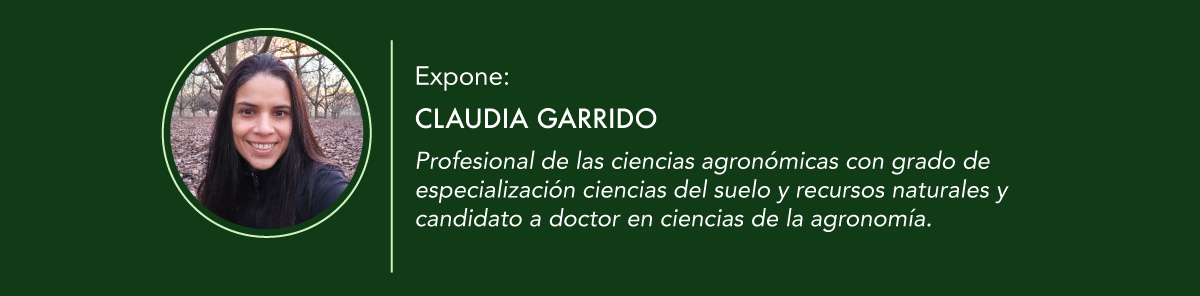 Expone:
CLAUDIA GARRIDO
Profesional de las ciencias agronómicas con grado de
especialización ciencias del suelo y recursos naturales y
candidato a doctor en ciencias de la agronomía.